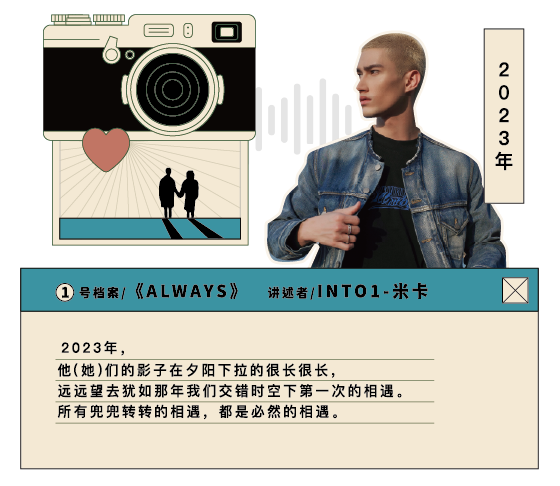 2023年
①号档案/《ALWAYS》 讲述者/INTO1-米卡
2023年，
他(她)们的影子在夕阳下拉的很长很长，
远远望去犹如那年我们交错时空下第一次的相遇。
所有兜兜转转的相遇，都是必然的相遇。